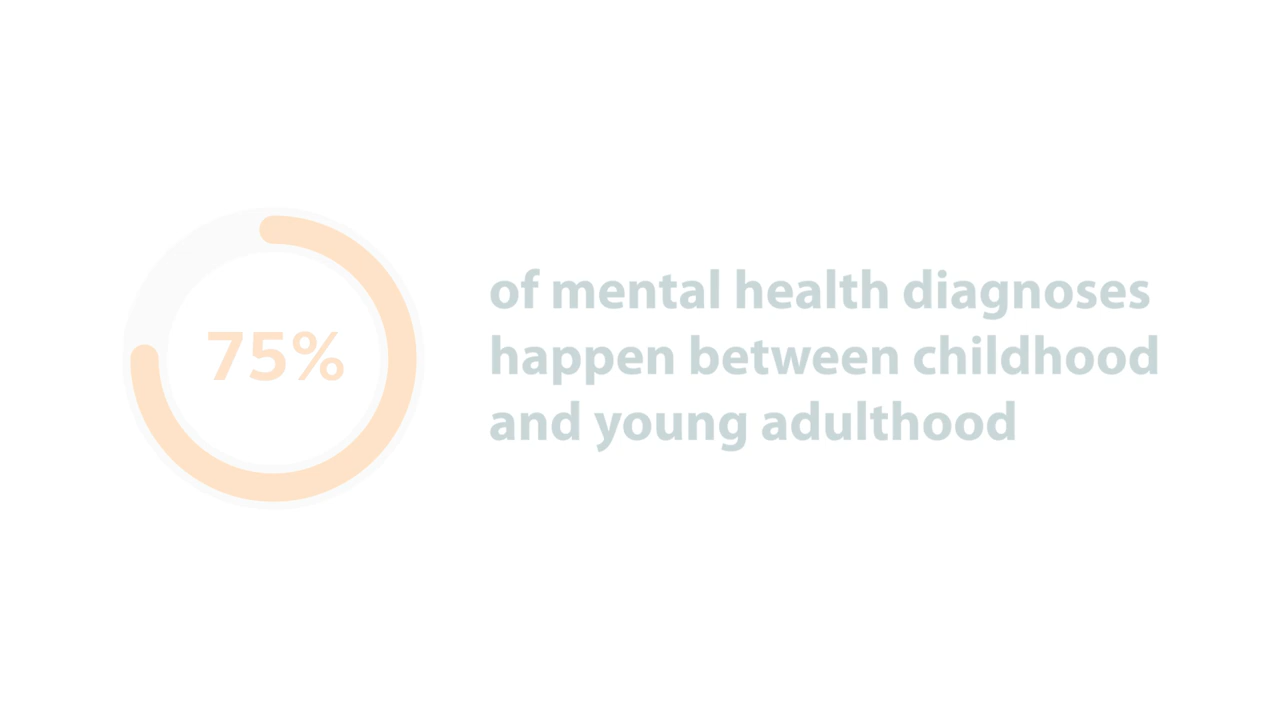 75%
of mental health diagnoses
happen between childhood
and young adulthood